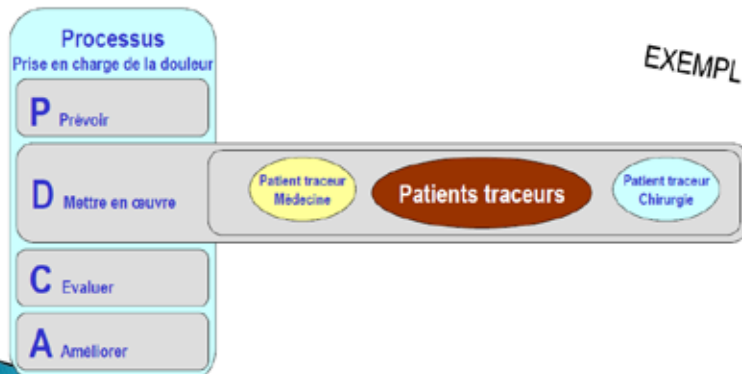 Processus
Prise en charge de la douleur
EXEMPL
P Prévoir
D Mettre en œuvre
Patient traceur
Médecine
Patients traceurs
Patient traceur
Chirurgie
C Evaluer
A Améliorer